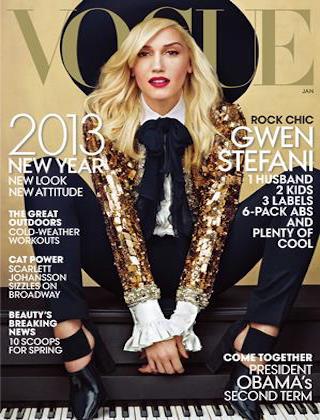 VOGUE
JAN
2013
NEW YEAR
NEW LOOK
NEW ATTITUDE
THE GREAT
OUTDOORS
COLD-WEATHER
WORKOUTS
CAT POWER
SCARLETT
JOHANSSON
SIZZLES ON
BROADWAY
BEAUTY'S
BREAKING
NEWS
10 SCOOPS
FOR SPRING
ROCK CHIC
GWEN
STEFANI
1 HUSBAND
2 KIDS
3 LABELS
6-PACK ABS
AND
PLENTY OF
COOL
COME TOGETHER
PRESIDENT
OBAMA's
SECOND TERM